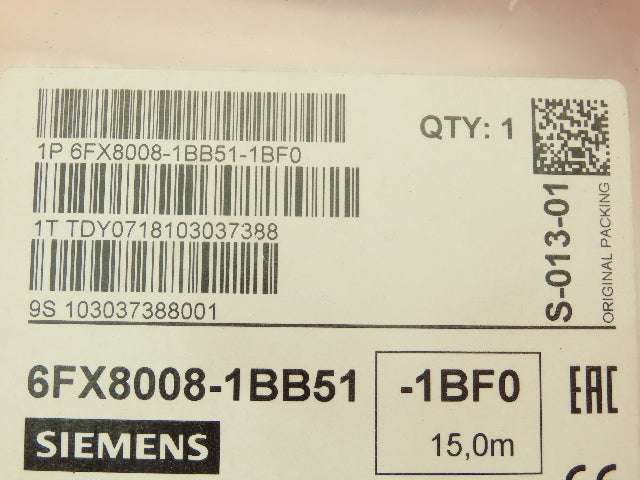 1P 6FX8008-1BB51-1BF0
QTY: 1
1T TDY0718103037388
9S 103037388001
S-013-01
ORIGINAL PACKING
6FX8008-1BB51 -1BF0
EAC
SIEMENS
15,0m
CE